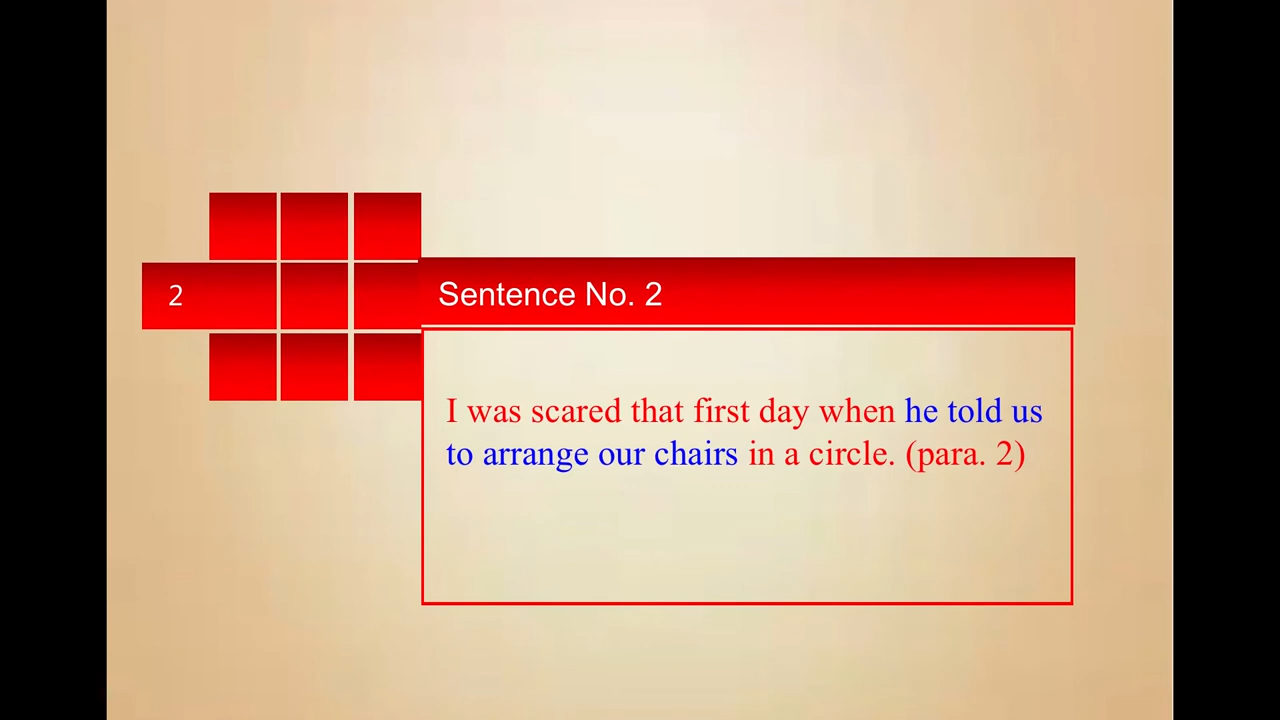 2
Sentence No. 2
I was scared that first day when he told us
to arrange our chairs in a circle. (para. 2)